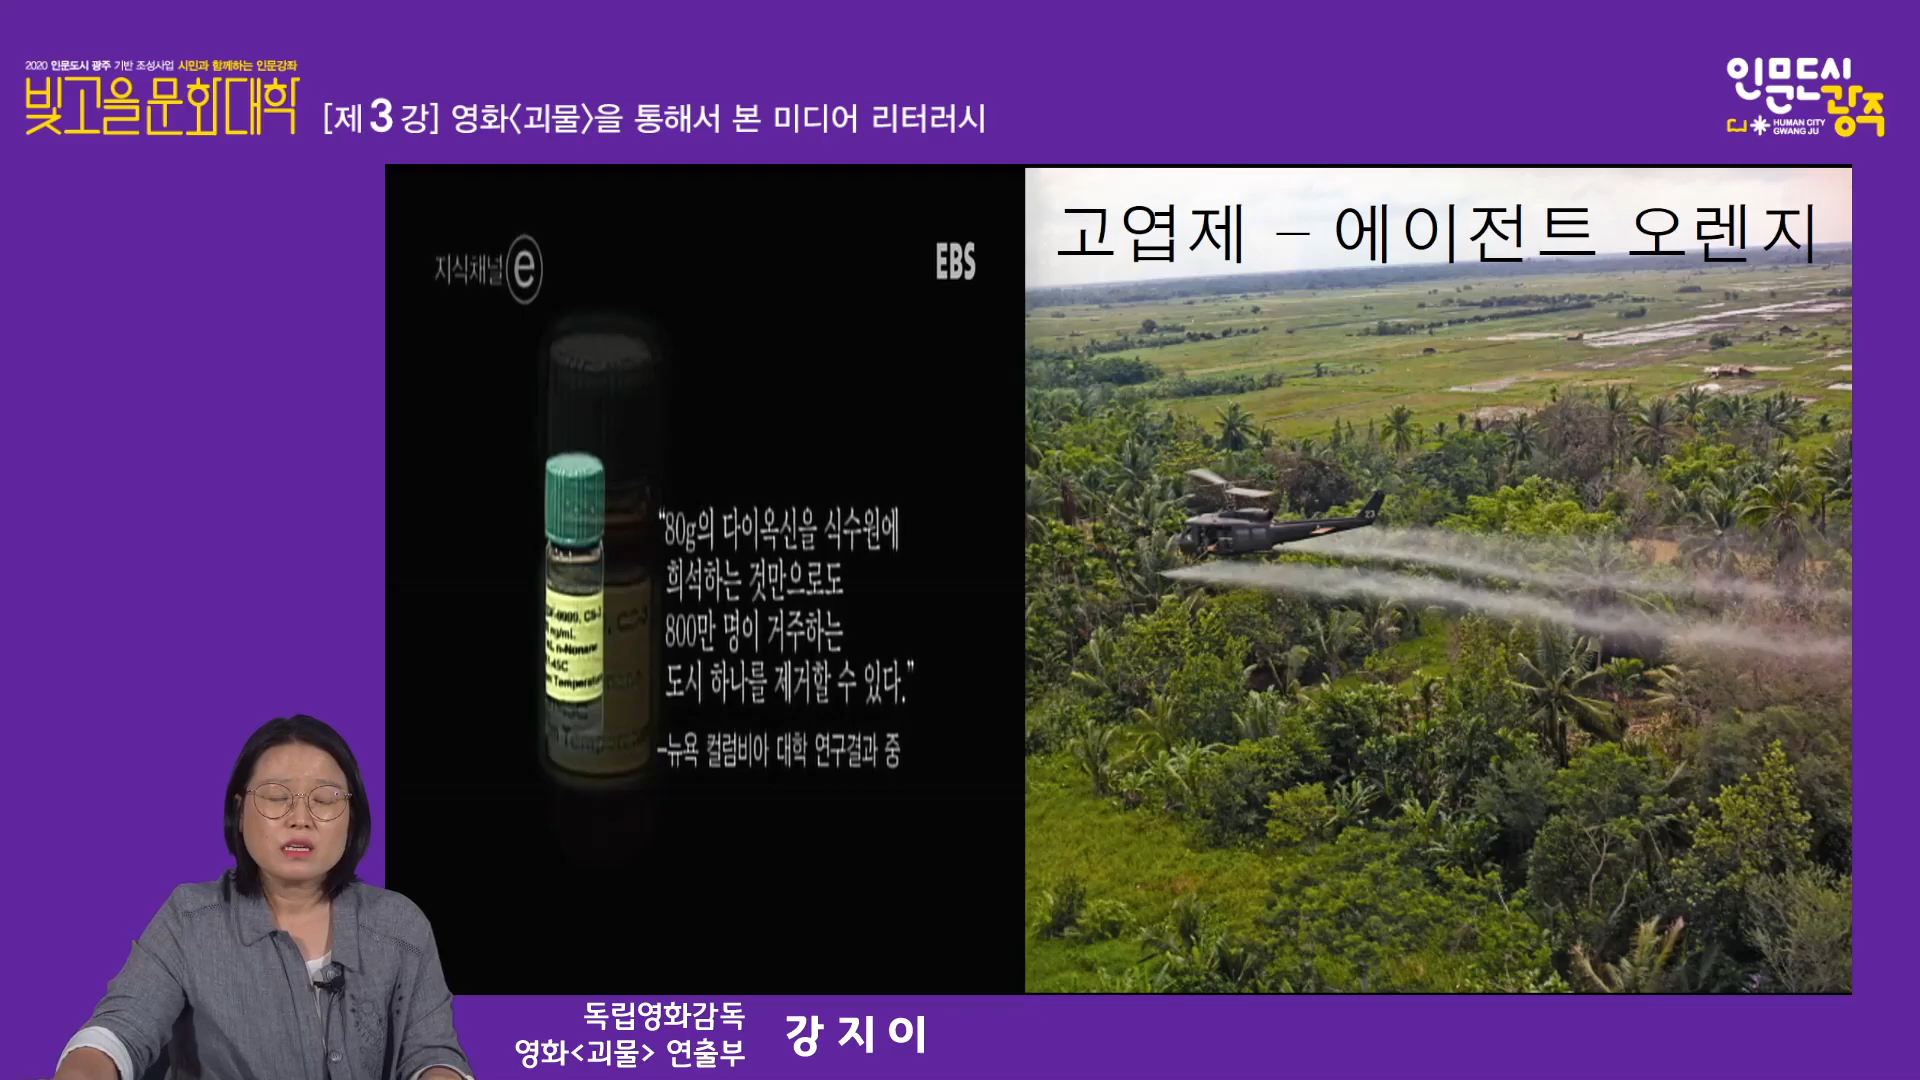 2020 인문도시 광주 기반 조성사업 시민과 함께하는 인문강좌
빛고을문화대학
[제3강] 영화<괴물>을 통해서 본 미디어 리터러시
인문도시
광주
HUMAN CITY
GWANG JU
지식채널 e
EBS
고엽제 – 에이전트 오렌지
“80g의 다이옥신을 식수원에
희석하는 것만으로도
800만 명이 거주하는
도시 하나를 제거할 수 있다.”
-뉴욕 컬럼비아 대학 연구결과 중
n-Nonane
23
독립영화감독
영화<괴물> 연출부
강지이